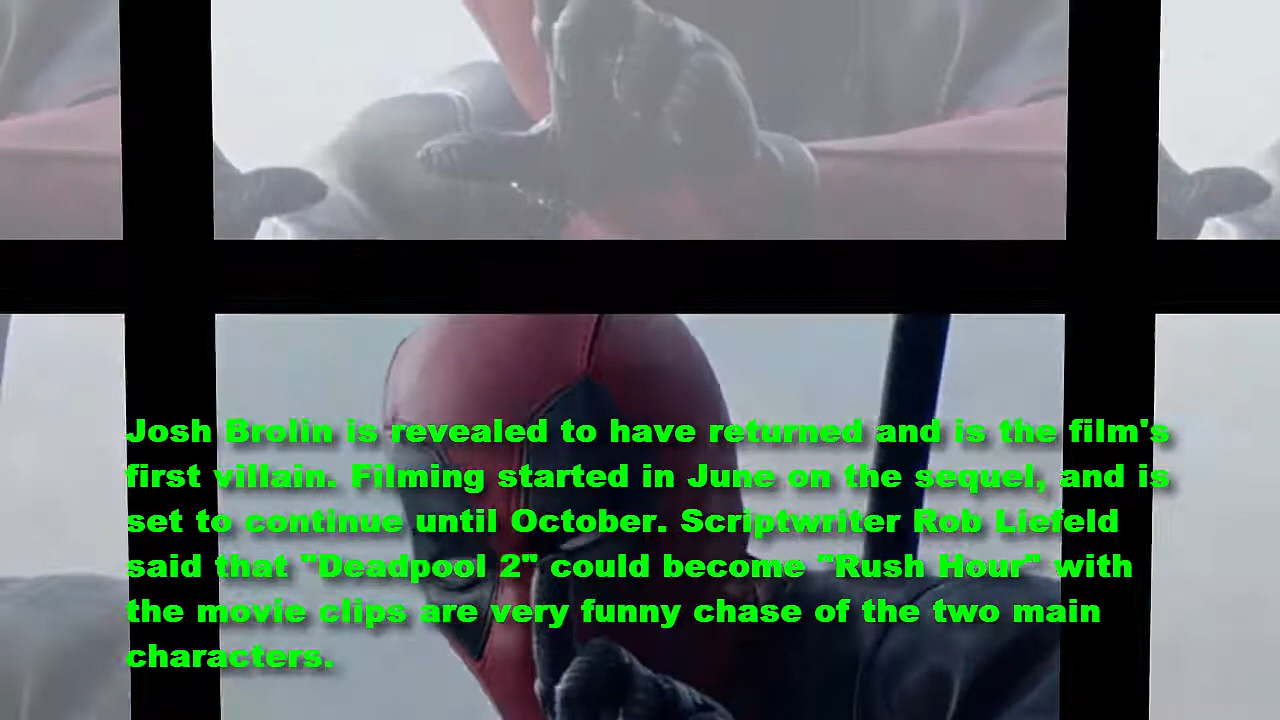 Josh Brolin is revealed to have returned and is the film's
first villain. Filming started in June on the sequel, and is
set to continue until October. Scriptwriter Rob Liefeld
said that "Deadpool 2" could become "Rush Hour" with
the movie clips are very funny chase of the two main
characters.